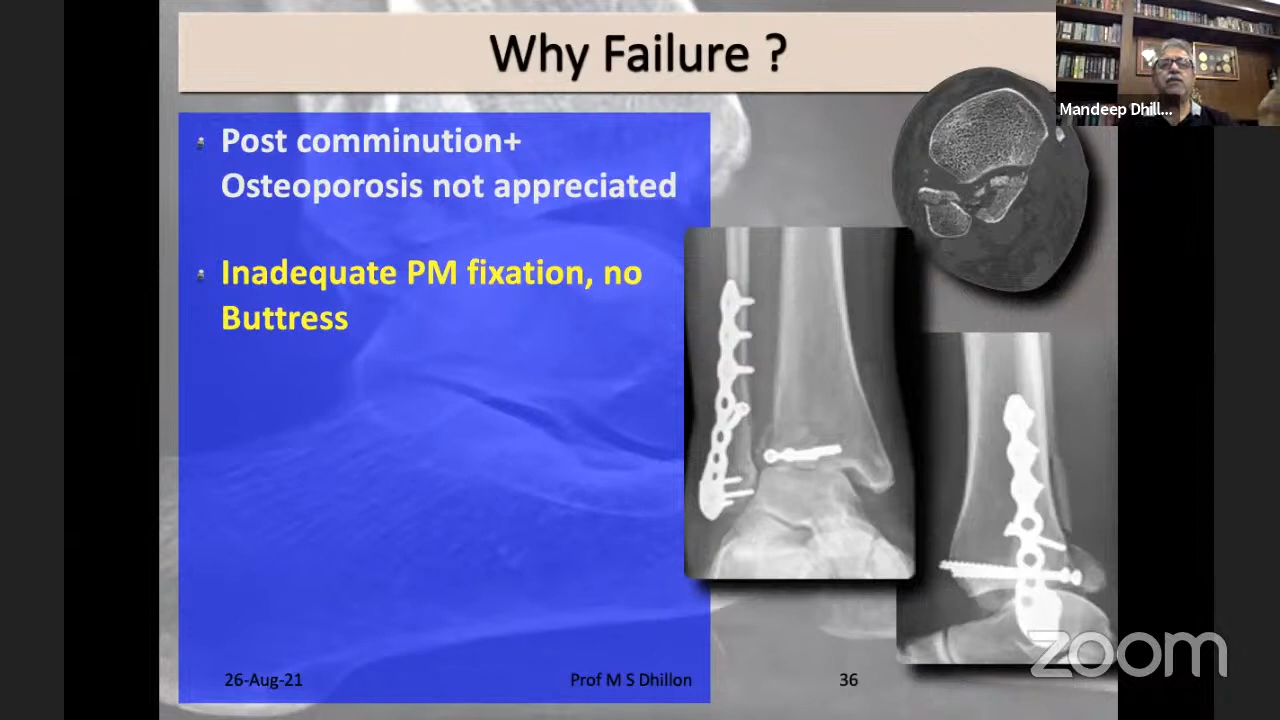 Why Failure ?
Mandeep Dhill...
Post comminution+
Osteoporosis not appreciated
Inadequate PM fixation, no
Buttress
26-Aug-21
Prof M S Dhillon
36
zoom